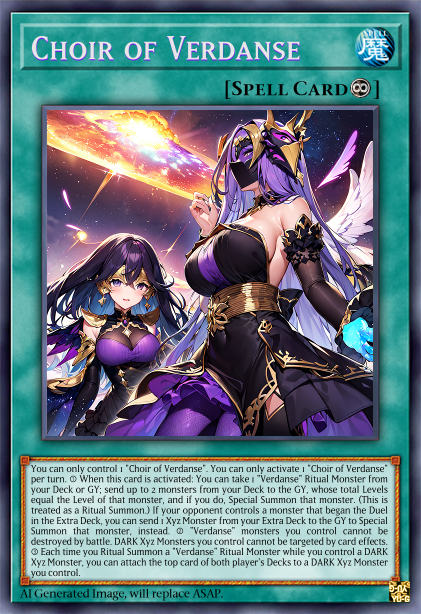 Choir of Verdanse
SPELL
魔
[Spell Card]
You can only control 1 "Choir of Verdanse". You can only activate 1 "Choir of Verdanse"
per turn. ① When this card is activated: You can take 1 "Verdanse" Ritual Monster from
your Deck or GY; send up to 2 monsters from your Deck to the GY, whose total Levels
equal the Level of that monster, and if you do, Special Summon that monster. (This is
treated as a Ritual Summon.) If your opponent controls a monster that began the Duel
in the Extra Deck, you can send 1 Xyz Monster from your Extra Deck to the GY to Special
Summon that monster, instead. ② "Verdanse" monsters you control cannot be
destroyed by battle. DARK Xyz Monsters you control cannot be targeted by card effects.
③ Each time you Ritual Summon a "Verdanse" Ritual Monster while you control a DARK
Xyz Monster, you can attach the top card of both player's Decks to a DARK Xyz Monster
you control.
AI Generated Image, will replace ASAP.